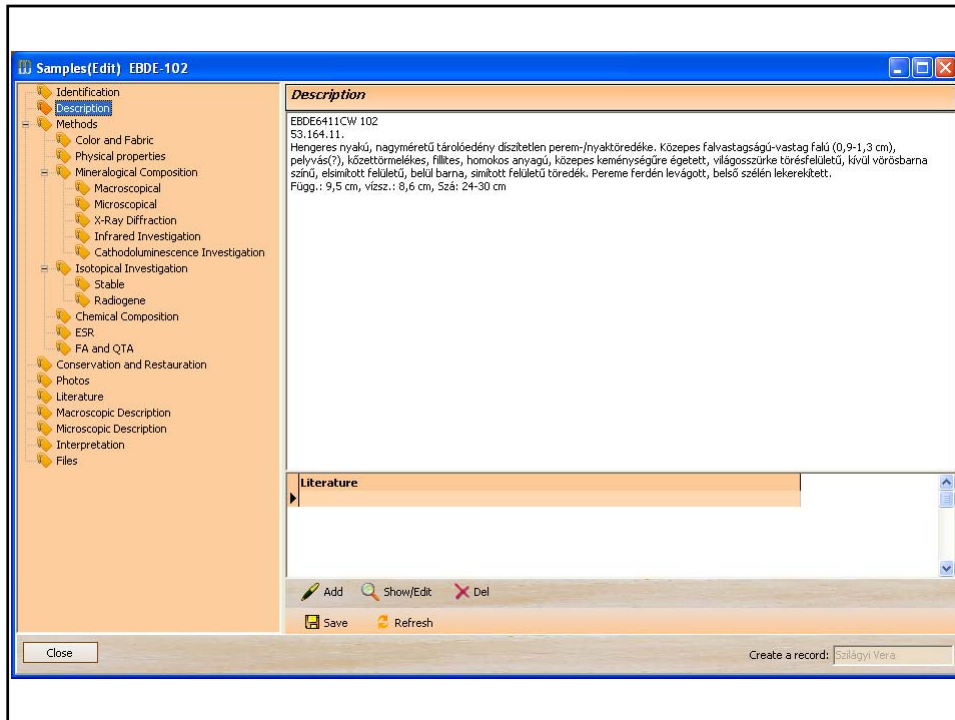 Samples(Edit) EBDE-102
Identification
Description
Methods
Color and Fabric
Physical properties
Mineralogical Composition
Macroscopical
Microscopical
X-Ray Diffraction
Infrared Investigation
Cathodoluminescence Investigation
Isotopical Investigation
Stable
Radiogene
Chemical Composition
ESR
FA and QTA
Conservation and Restauration
Photos
Literature
Macroscopic Description
Microscopic Description
Interpretation
Files
Description
EBDE6411CW 102
53.164.11.
Hengeres nyakú, nagyméretű tárolóedény díszítetlen perem-/nyaktöredéke. Közepes falvastagságú-vastag falú (0,9-1,3 cm),
pelyvás(?), kőzettörmelékes, fillites, homokos anyagú, közepes keménységűre égetett, világosszürke törésfelületű, kívül vörösbarna
színű, elsimított felületű, belül barna, simított felületű töredék. Pereme ferdén levágott, belső szélén lekerekített.
Függ.: 9,5 cm, vízsz.: 8,6 cm, Szá: 24-30 cm
Literature
Add Show/Edit Del
Save Refresh
Close
Create a record: Szilágyi Vera